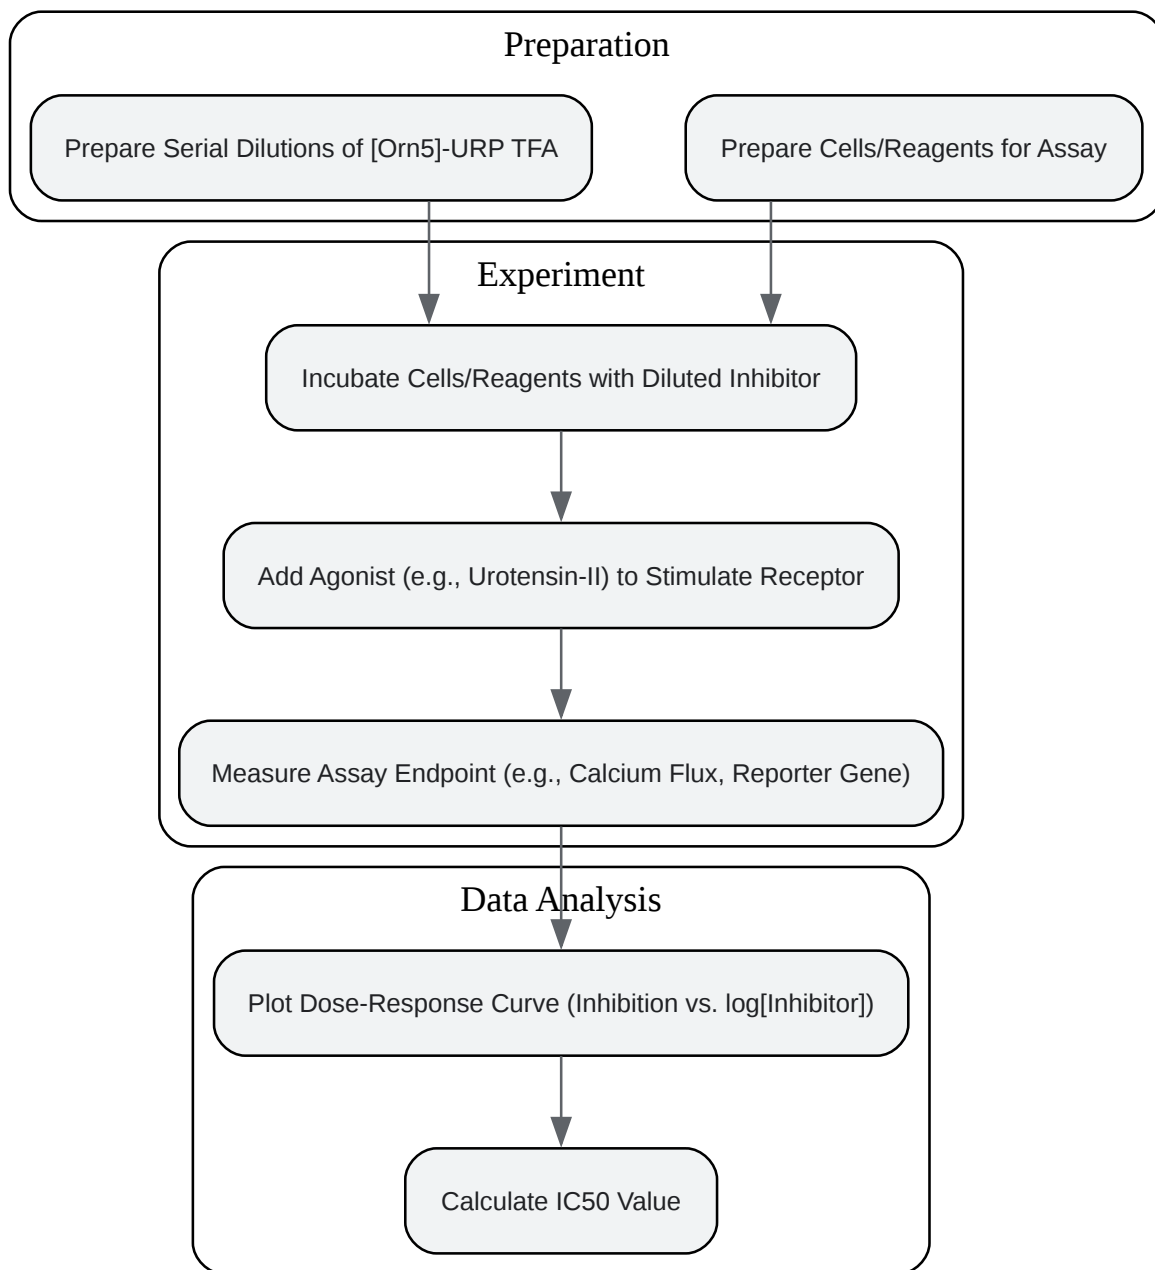 Preparation
Prepare Serial Dilutions of [Orn5]-URP TFA
Prepare Cells/Reagents for Assay
Experiment
Incubate Cells/Reagents with Diluted Inhibitor
Add Agonist (e.g., Urotensin-II) to Stimulate Receptor
Measure Assay Endpoint (e.g., Calcium Flux, Reporter Gene)
Data Analysis
Plot Dose-Response Curve (Inhibition vs. log[Inhibitor])
Calculate IC50 Value